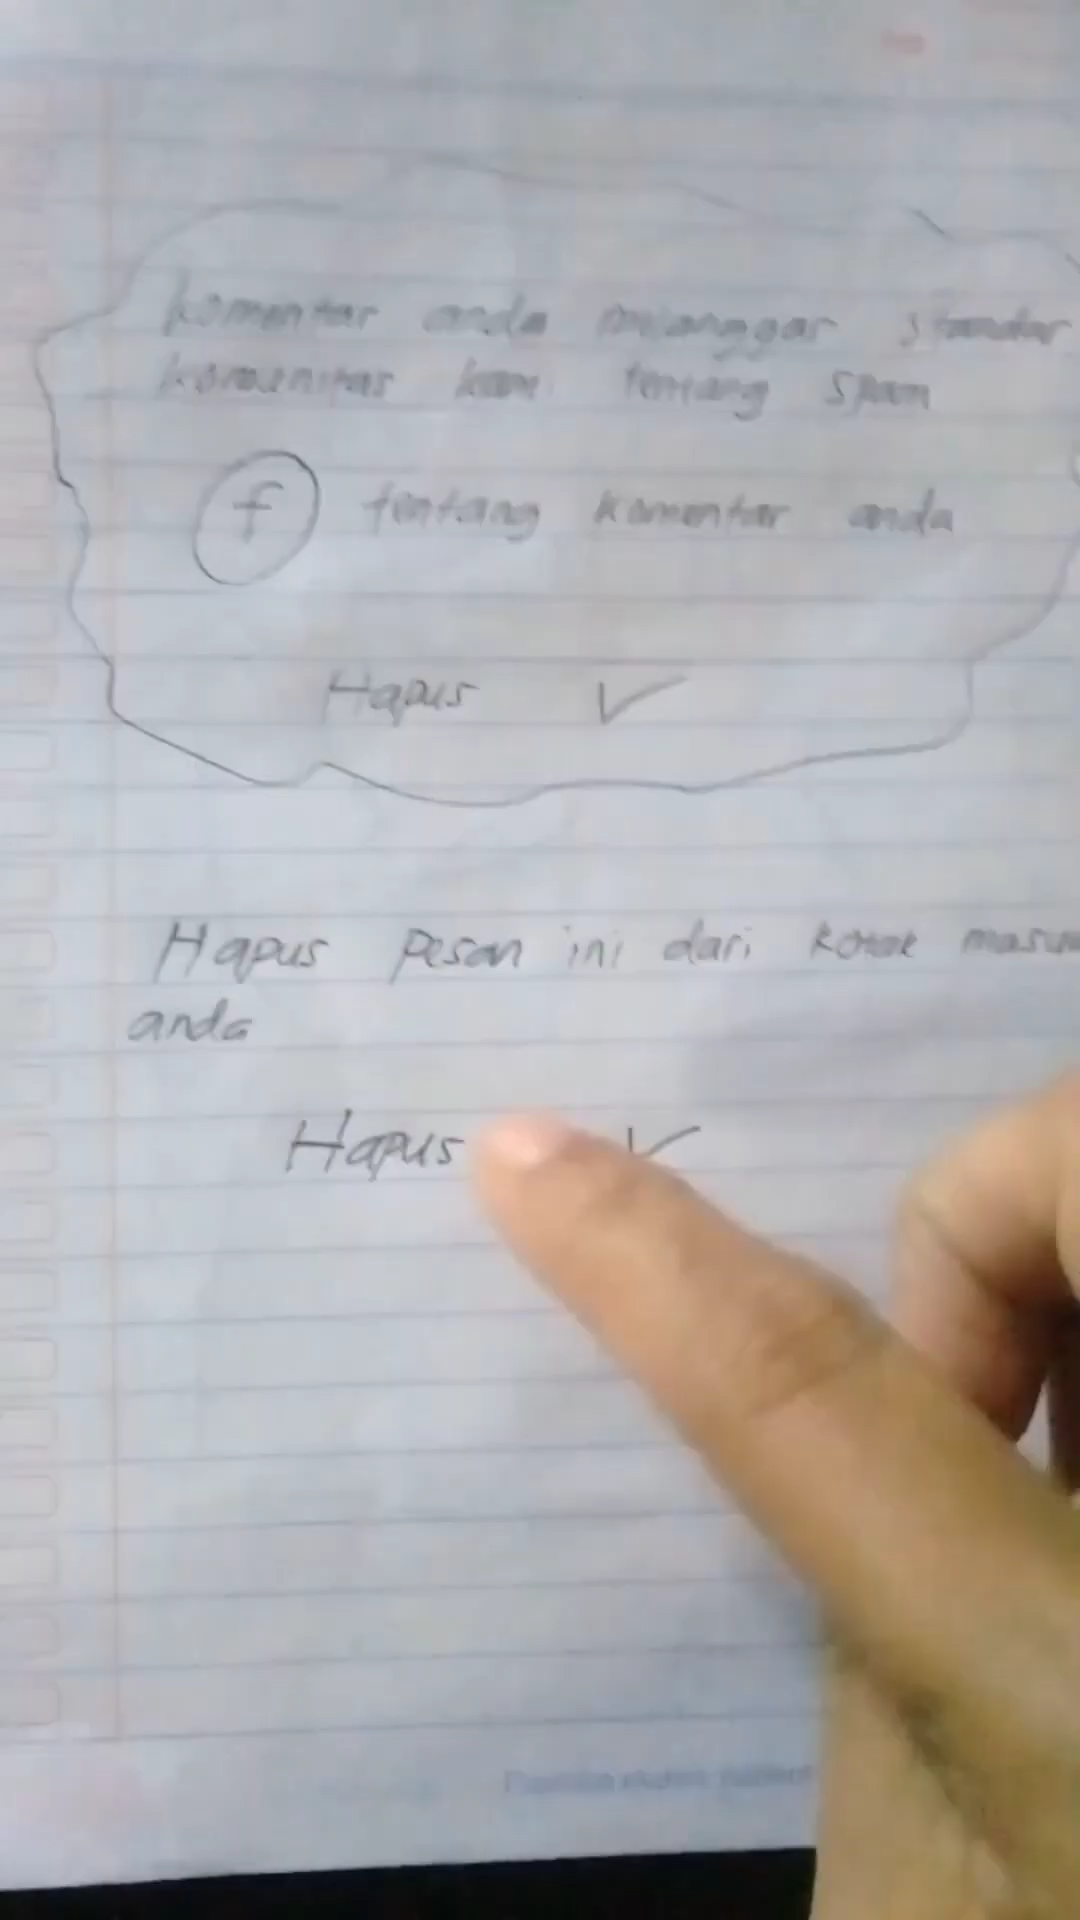 komentar anda melanggar standar
komunitas kami tentang spam
f tentang komentar anda
Hapus ✓
Hapus pesan ini dari kotak masuk
anda
Hapus ✓